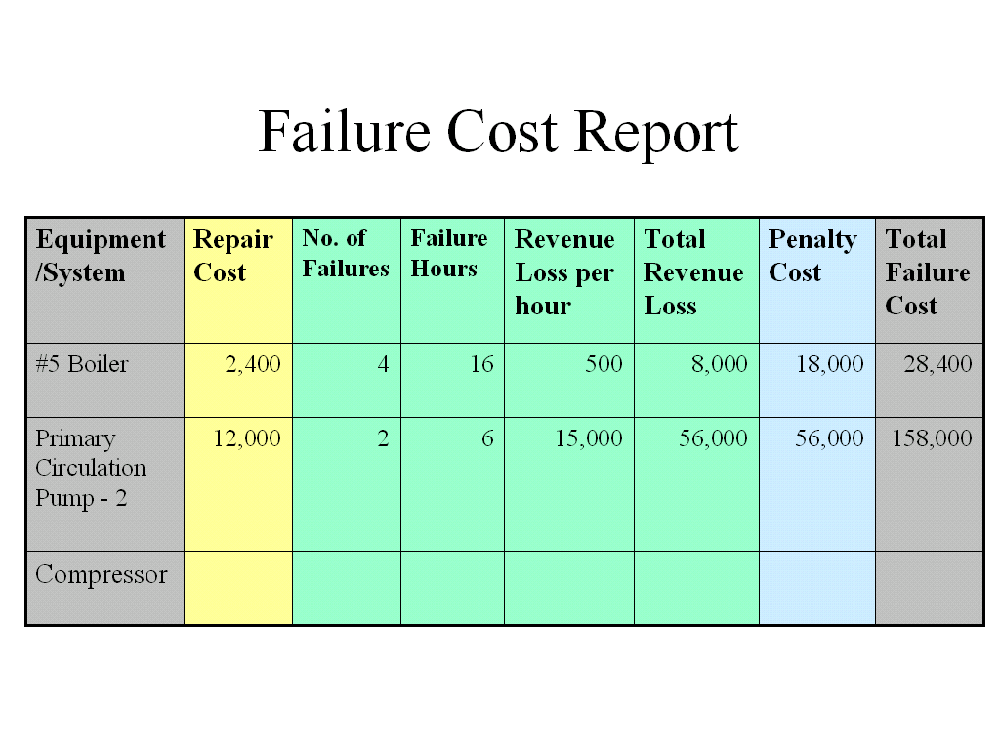 Failure Cost Report
Equipment /System	Repair Cost	No. of Failures	Failure Hours	Revenue Loss per hour	Total Revenue Loss	Penalty Cost	Total Failure Cost
#5 Boiler	2,400	4	16	500	8,000	18,000	28,400
Primary Circulation Pump - 2	12,000	2	6	15,000	56,000	56,000	158,000
Compressor